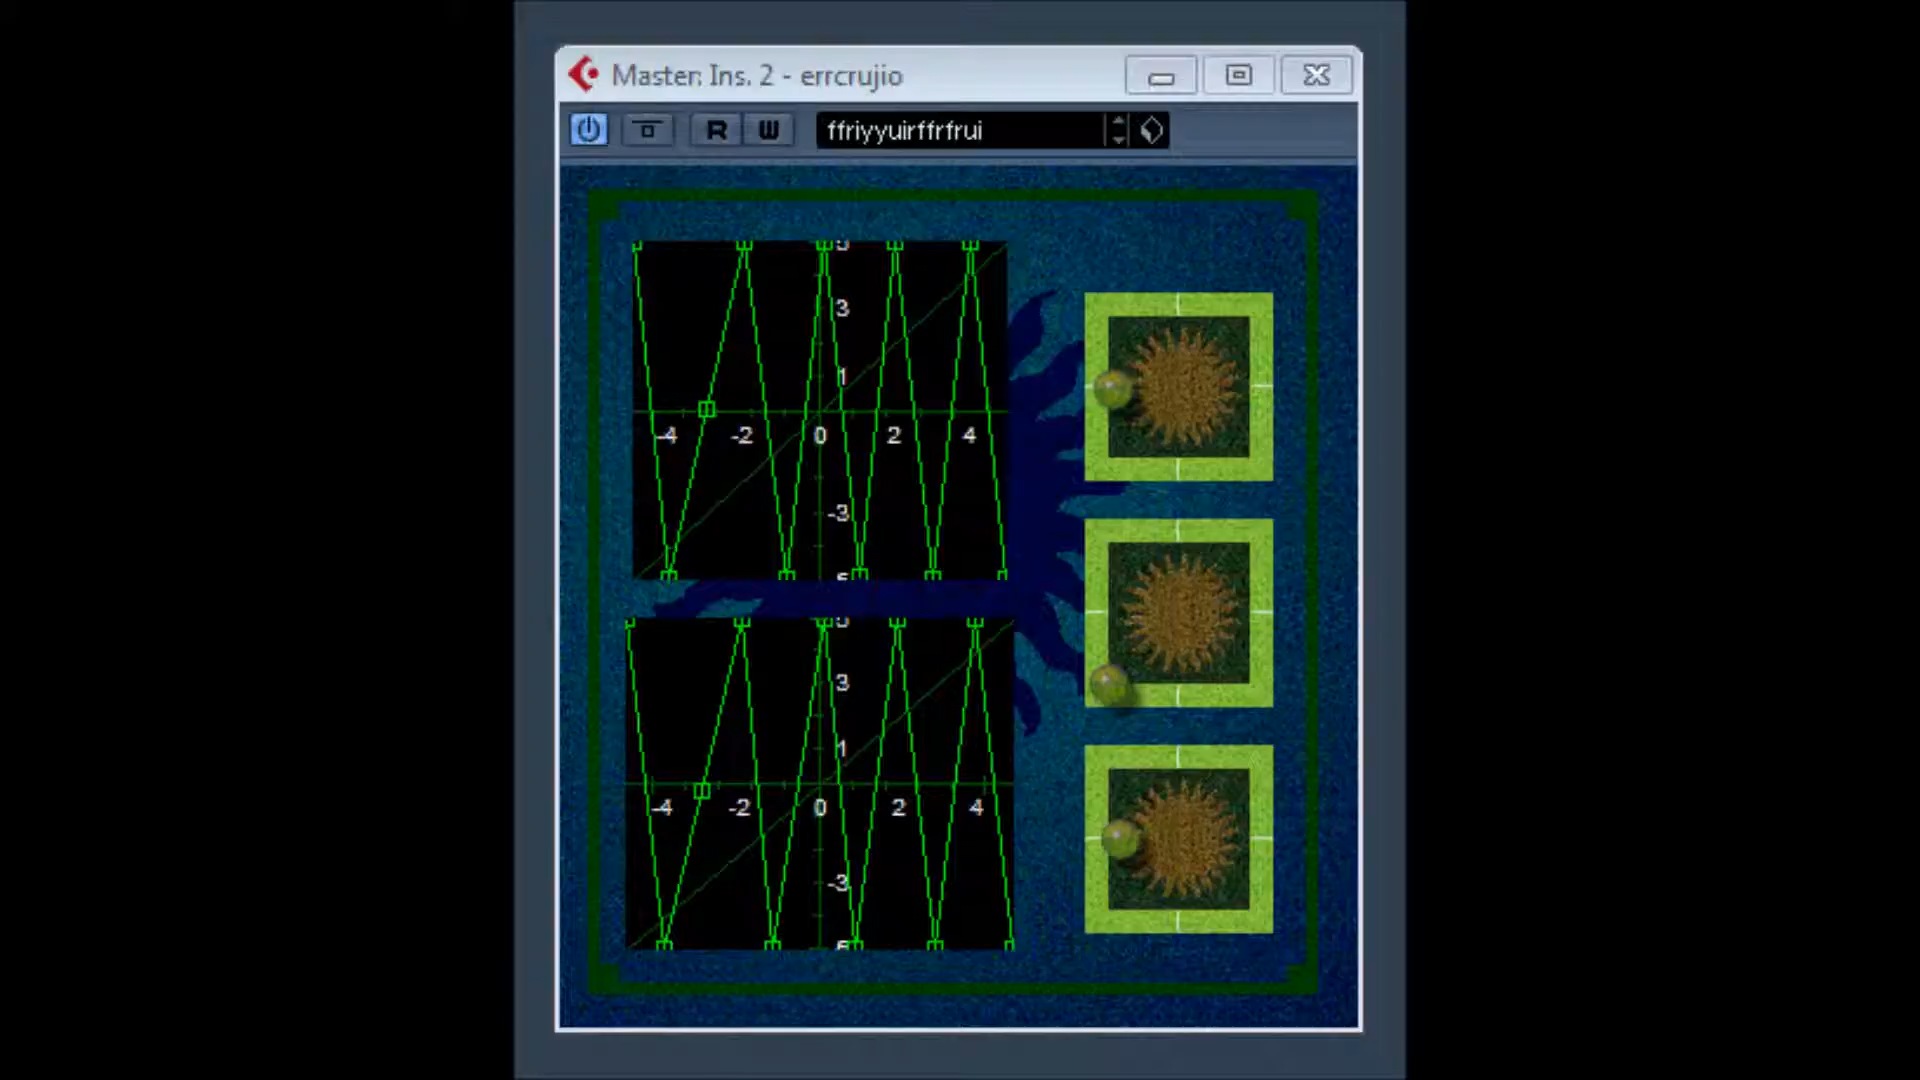 Master: Ins. 2 - errcrujio
R W ffriyyuirffrfrui
3
1
-4 -2 0 2 4
-3
3
1
-4 -2 0 2 4
-3